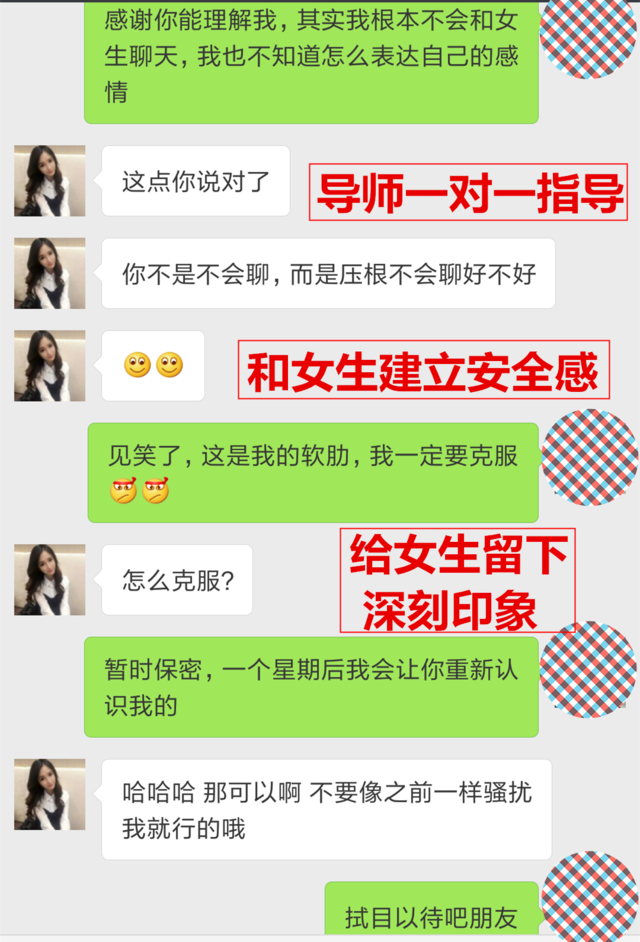 感谢你能理解我，其实我根本不会和女
生聊天，我也不知道怎么表达自己的感
情
这点你说对了
导师一对一指导
你不是不会聊，而是压根不会聊好不好
和女生建立安全感
见笑了，这是我的软肋，我一定要克服
给女生留下
深刻印象
怎么克服？
暂时保密，一个星期后我会让你重新认
识我的
哈哈哈 那可以啊 不要像之前一样骚扰
我就行的哦
拭目以待吧朋友